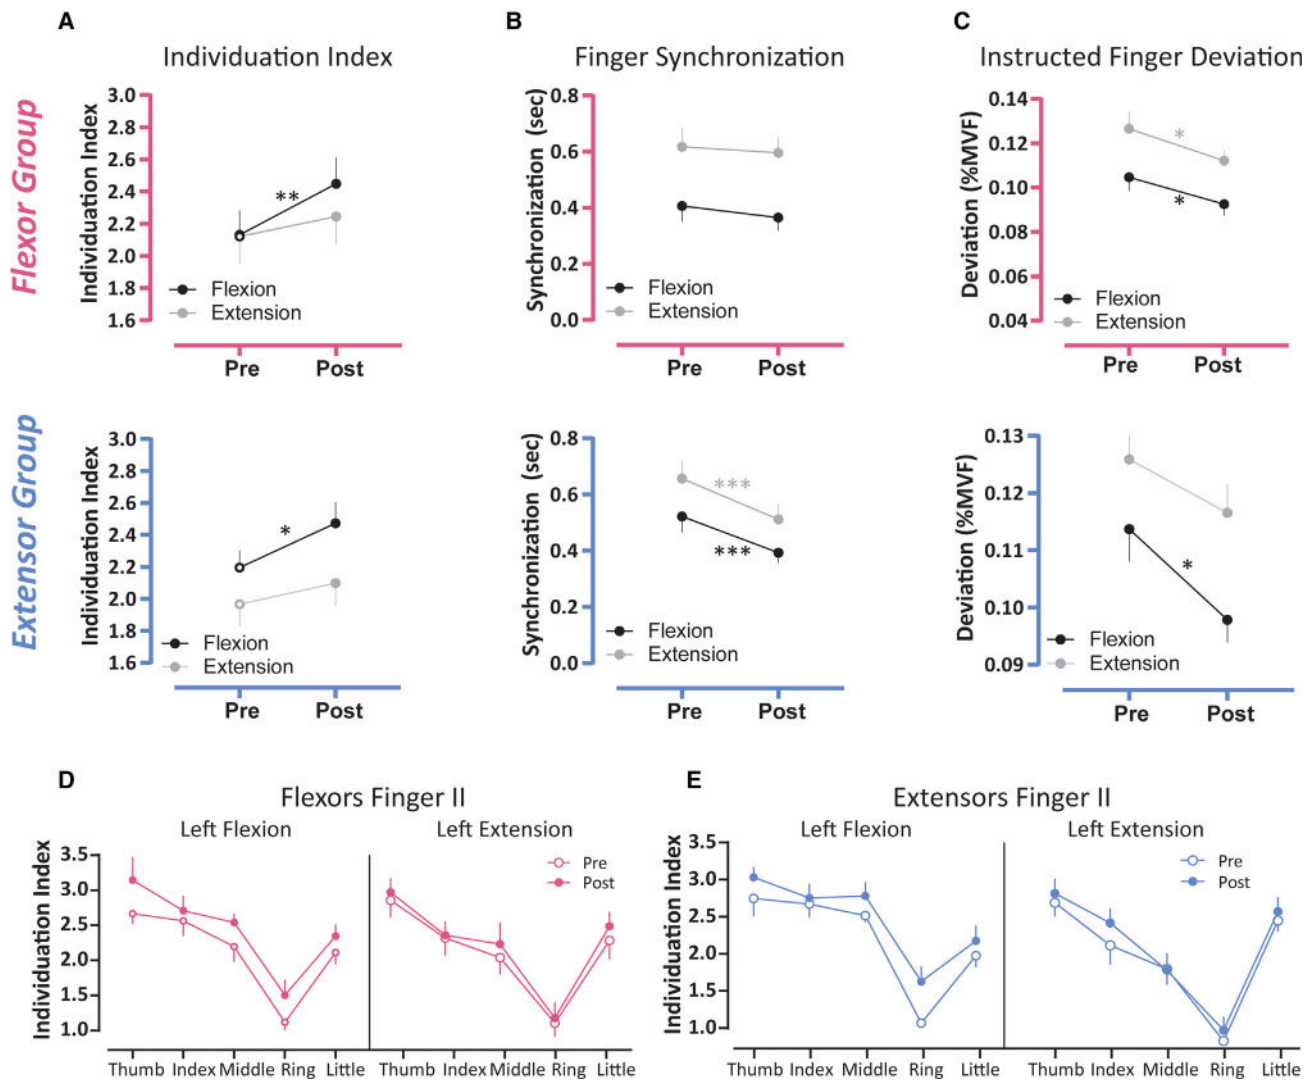 A
Individuation Index
Flexor Group
Individuation Index
3.0
2.8
2.6
2.4
2.2
2.0
1.8
1.6
**
Flexion
Extension
Pre Post
B
Finger Synchronization
Synchronization (sec)
0.8
0.6
0.4
0.2
0.0
Flexion
Extension
Pre Post
C
Instructed Finger Deviation
Deviation (%MVF)
0.14
0.12
0.10
0.08
0.06
0.04
*
*
Flexion
Extension
Pre Post
Extensor Group
Individuation Index
3.0
2.8
2.6
2.4
2.2
2.0
1.8
1.6
*
Flexion
Extension
Pre Post
Synchronization (sec)
0.8
0.6
0.4
0.2
0.0
***
***
Flexion
Extension
Pre Post
Deviation (%MVF)
0.13
0.12
0.11
0.10
0.09
*
Flexion
Extension
Pre Post
D
Flexors Finger II
Left Flexion Left Extension
Individuation Index
3.5
3.0
2.5
2.0
1.5
1.0
Pre
Post
Thumb Index Middle Ring Little Thumb Index Middle Ring Little
E
Extensors Finger II
Left Flexion Left Extension
Individuation Index
3.5
3.0
2.5
2.0
1.5
1.0
Pre
Post
Thumb Index Middle Ring Little Thumb Index Middle Ring Little